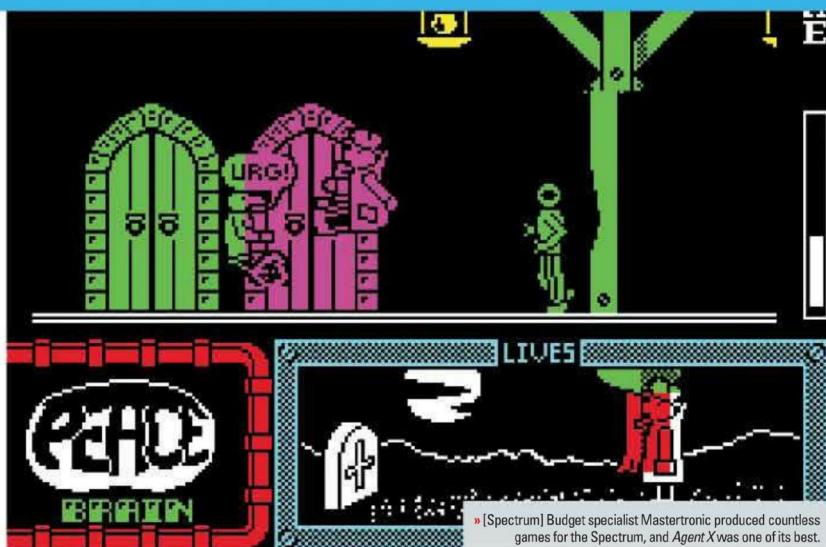 URG!
LIVES
PEACE
BRAIN
» [Spectrum] Budget specialist Mastertronic produced countless
games for the Spectrum, and Agent X was one of its best.